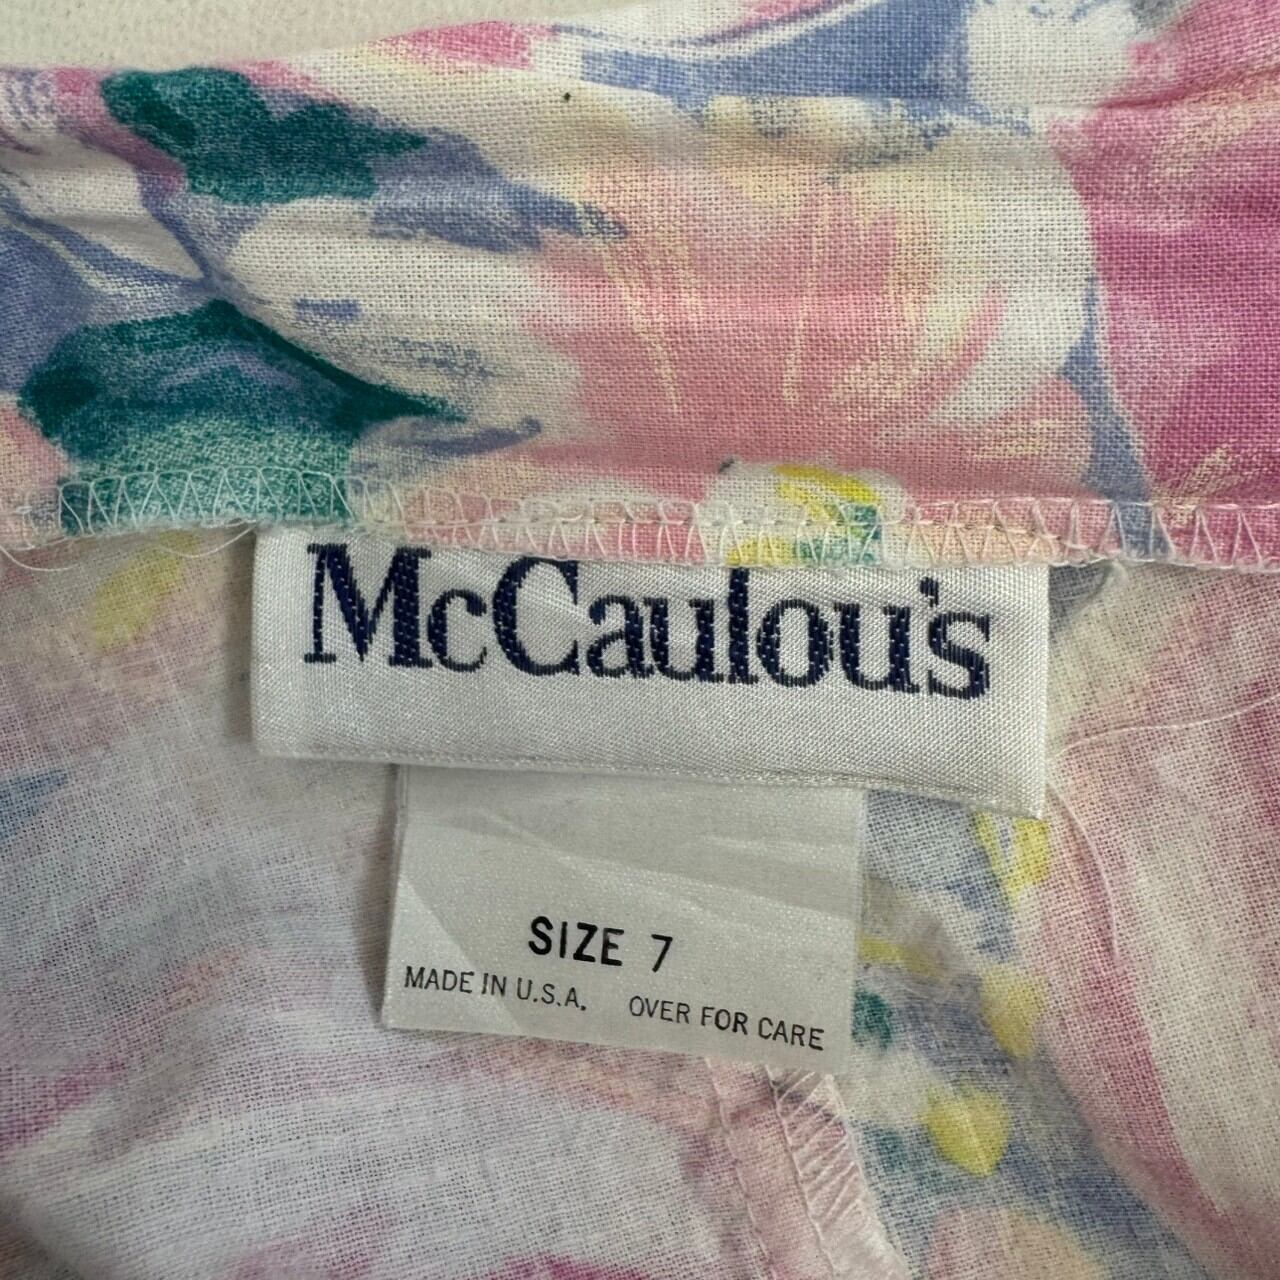 McCaulou's
SIZE 7
MADE IN U.S.A. OVER FOR CARE